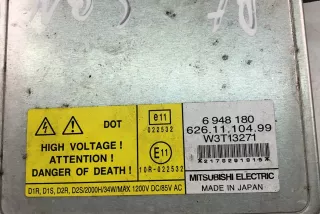 DOT
HIGH VOLTAGE !
ATTENTION !
DANGER OF DEATH !
D1R, D1S, D2R, D2S/2000H/34W/MAX 1200V DC/85V AC
e11
022532
E11
10R-022532
6 948 180
626.11.104.99
W3T13271
MITSUBISHI ELECTRIC
MADE IN JAPAN